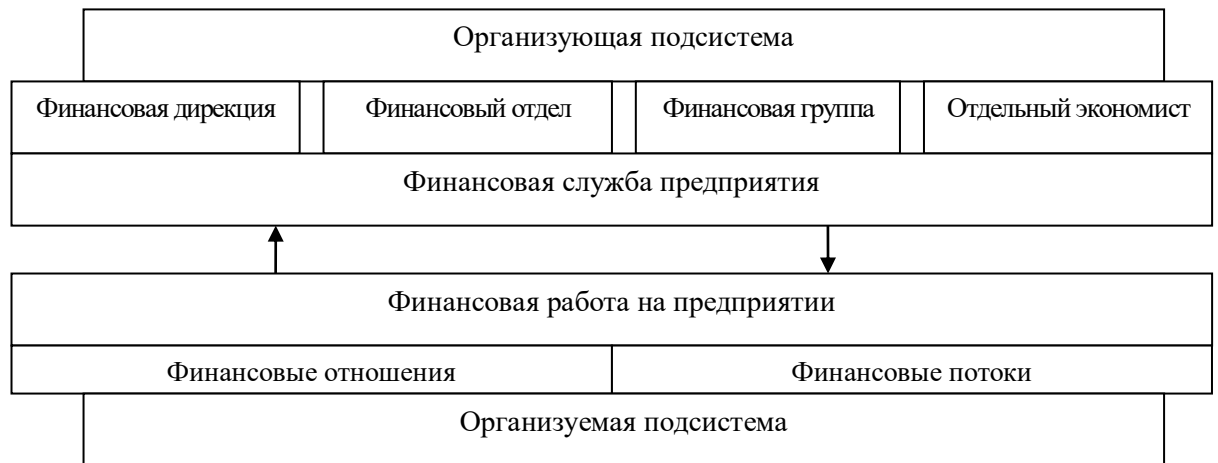 Организующая подсистема
Финансовая дирекция
Финансовый отдел
Финансовая группа
Отдельный экономист
Финансовая служба предприятия
Финансовая работа на предприятии
Финансовые отношения
Финансовые потоки
Организуемая подсистема